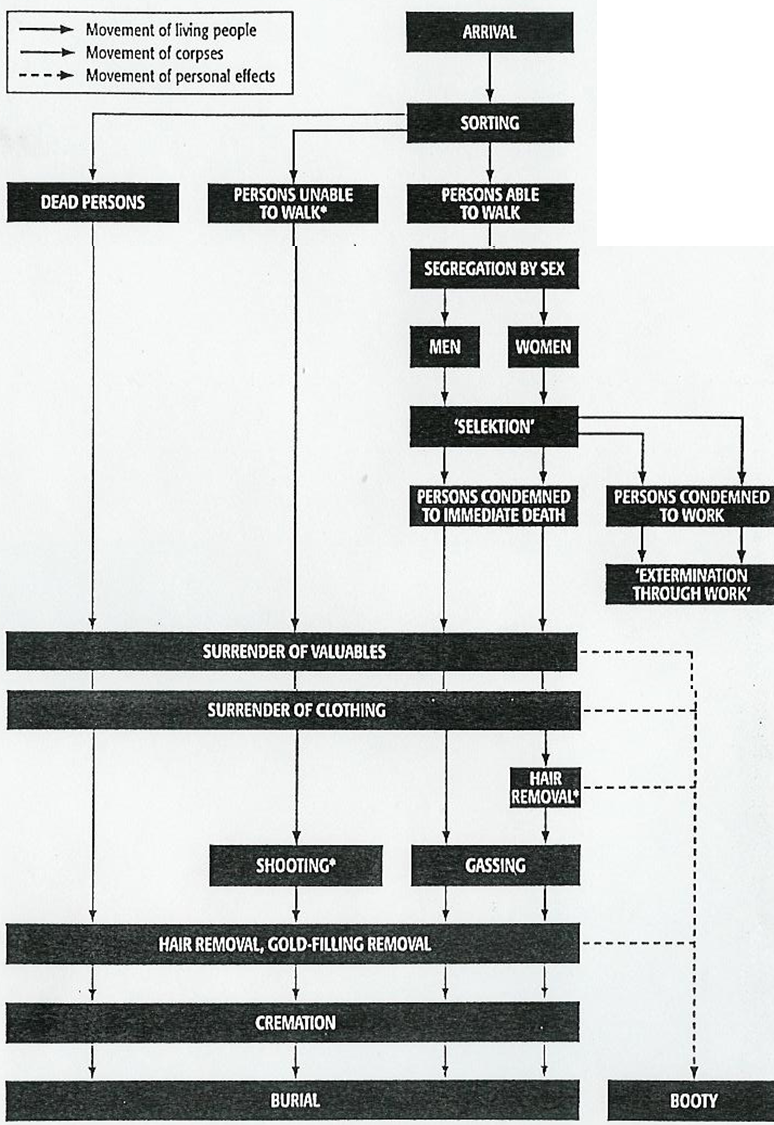 Movement of living people
Movement of corpses
Movement of personal effects
ARRIVAL
SORTING
DEAD PERSONS
PERSONS UNABLE
TO WALK*
PERSONS ABLE
TO WALK
SEGREGATION BY SEX
MEN
WOMEN
'SELEKTION'
PERSONS CONDEMNED
TO IMMEDIATE DEATH
PERSONS CONDEMNED
TO WORK
'EXTERMINATION
THROUGH WORK'
SURRENDER OF VALUABLES
SURRENDER OF CLOTHING
HAIR
REMOVAL*
SHOOTING*
GASSING
HAIR REMOVAL, GOLD-FILLING REMOVAL
CREMATION
BURIAL
BOOTY